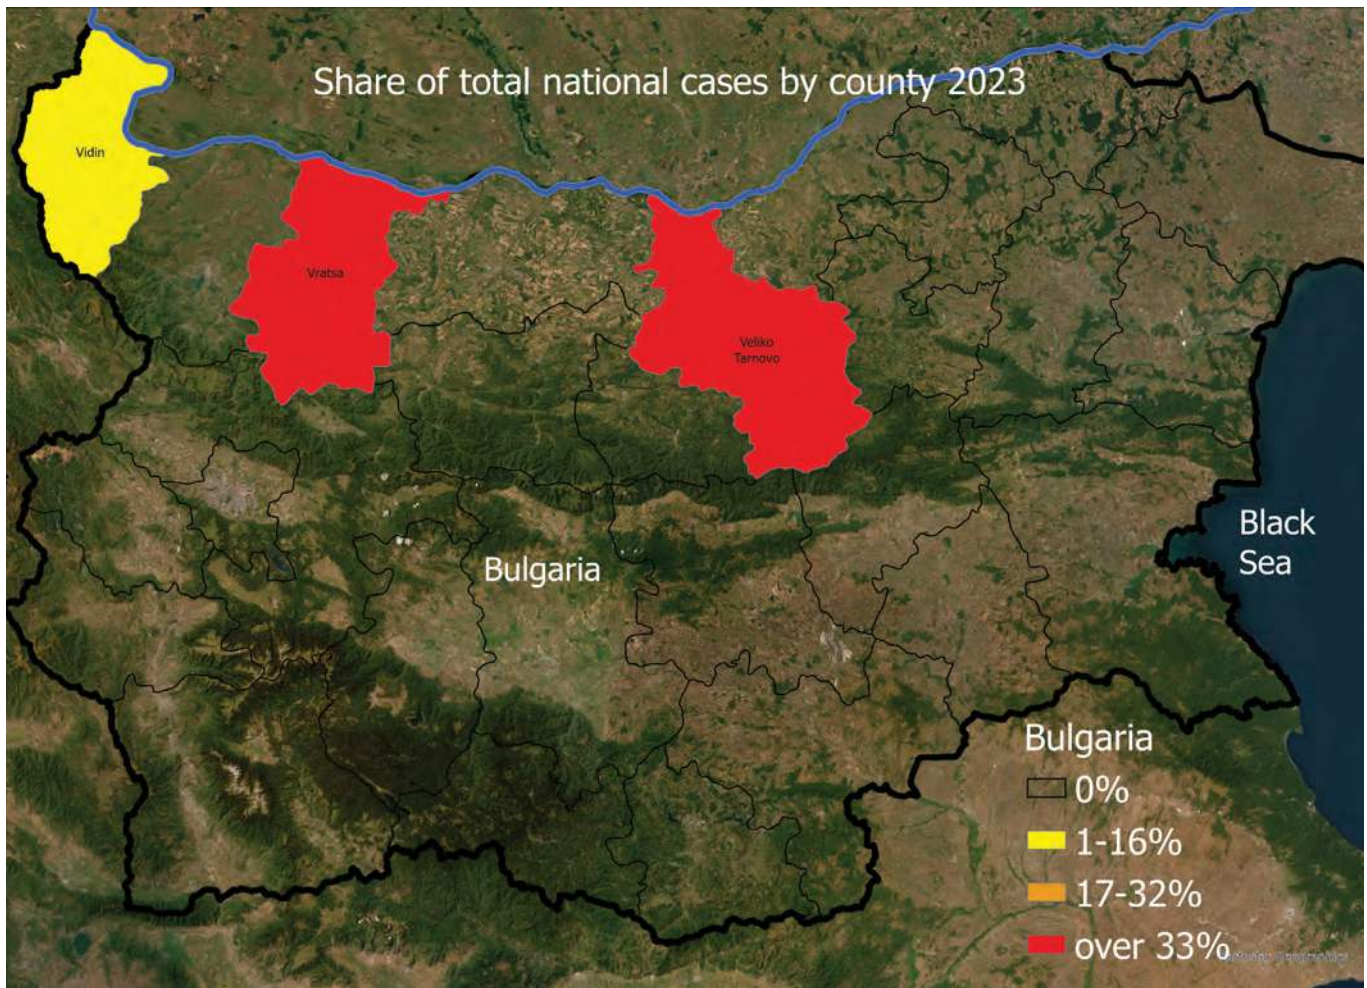 Share of total national cases by county 2023
Vidin
Vratsa
Veliko
Tarnovo
Black
Sea
Bulgaria
Bulgaria
0%
1-16%
17-32%
over 33%